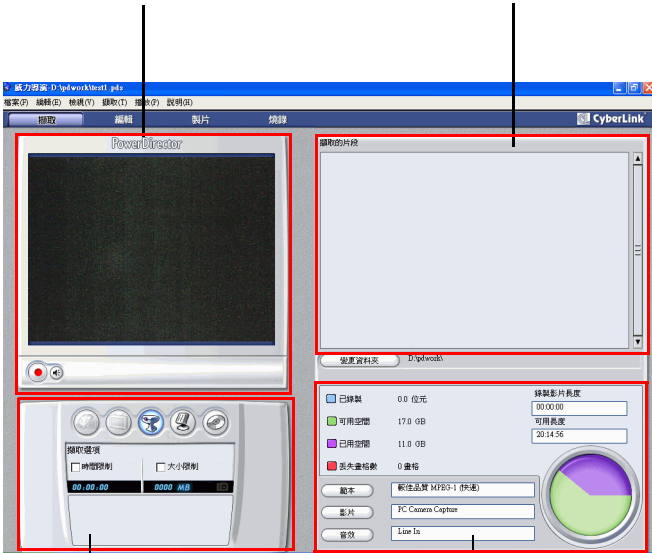 威力導演-D:\pdwork\test1.pds
檔案(F) 編輯(E) 檢視(V) 擷取(T) 播放(P) 說明(H)
擷取 編輯 製片 燒錄 CyberLink
PowerDirector
擷取的片段
變更資料夾 D:\pdwork\
擷取選項
時間限制 大小限制
00:00:00 0000 MB
已錄製 0.0 位元
可用空間 17.0 GB
已用空間 11.0 GB
丟失畫格數 0 畫格
錄製影片長度
00:00:00
可用長度
20:14:56
範本 較佳品質 MPEG-1 (快速)
影片 PC Camera Capture
音效 Line In